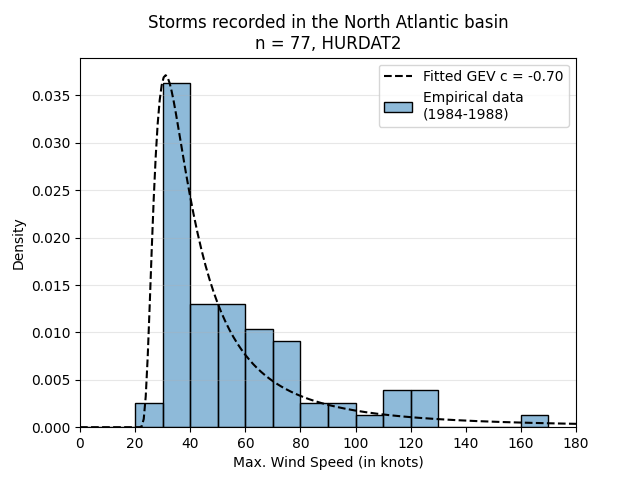 Storms recorded in the North Atlantic basin
n = 77, HURDAT2
Fitted GEV c = -0.70
Empirical data
(1984-1988)
Density
0.035
0.030
0.025
0.020
0.015
0.010
0.005
0.000
0 20 40 60 80 100 120 140 160 180
Max. Wind Speed (in knots)